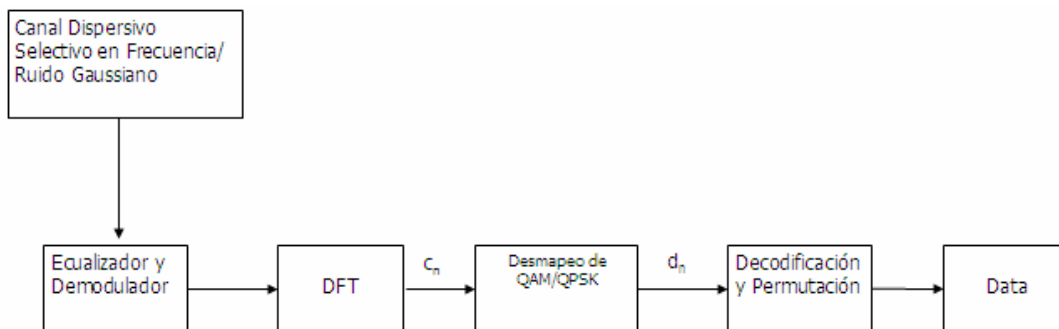 Canal Dispersivo
Selectivo en Frecuencia/
Ruido Gaussiano
Ecualizador y
Demodulador
DFT
cn
Desmapeo de
QAM/QPSK
dn
Decodificación
y Permutación
Data